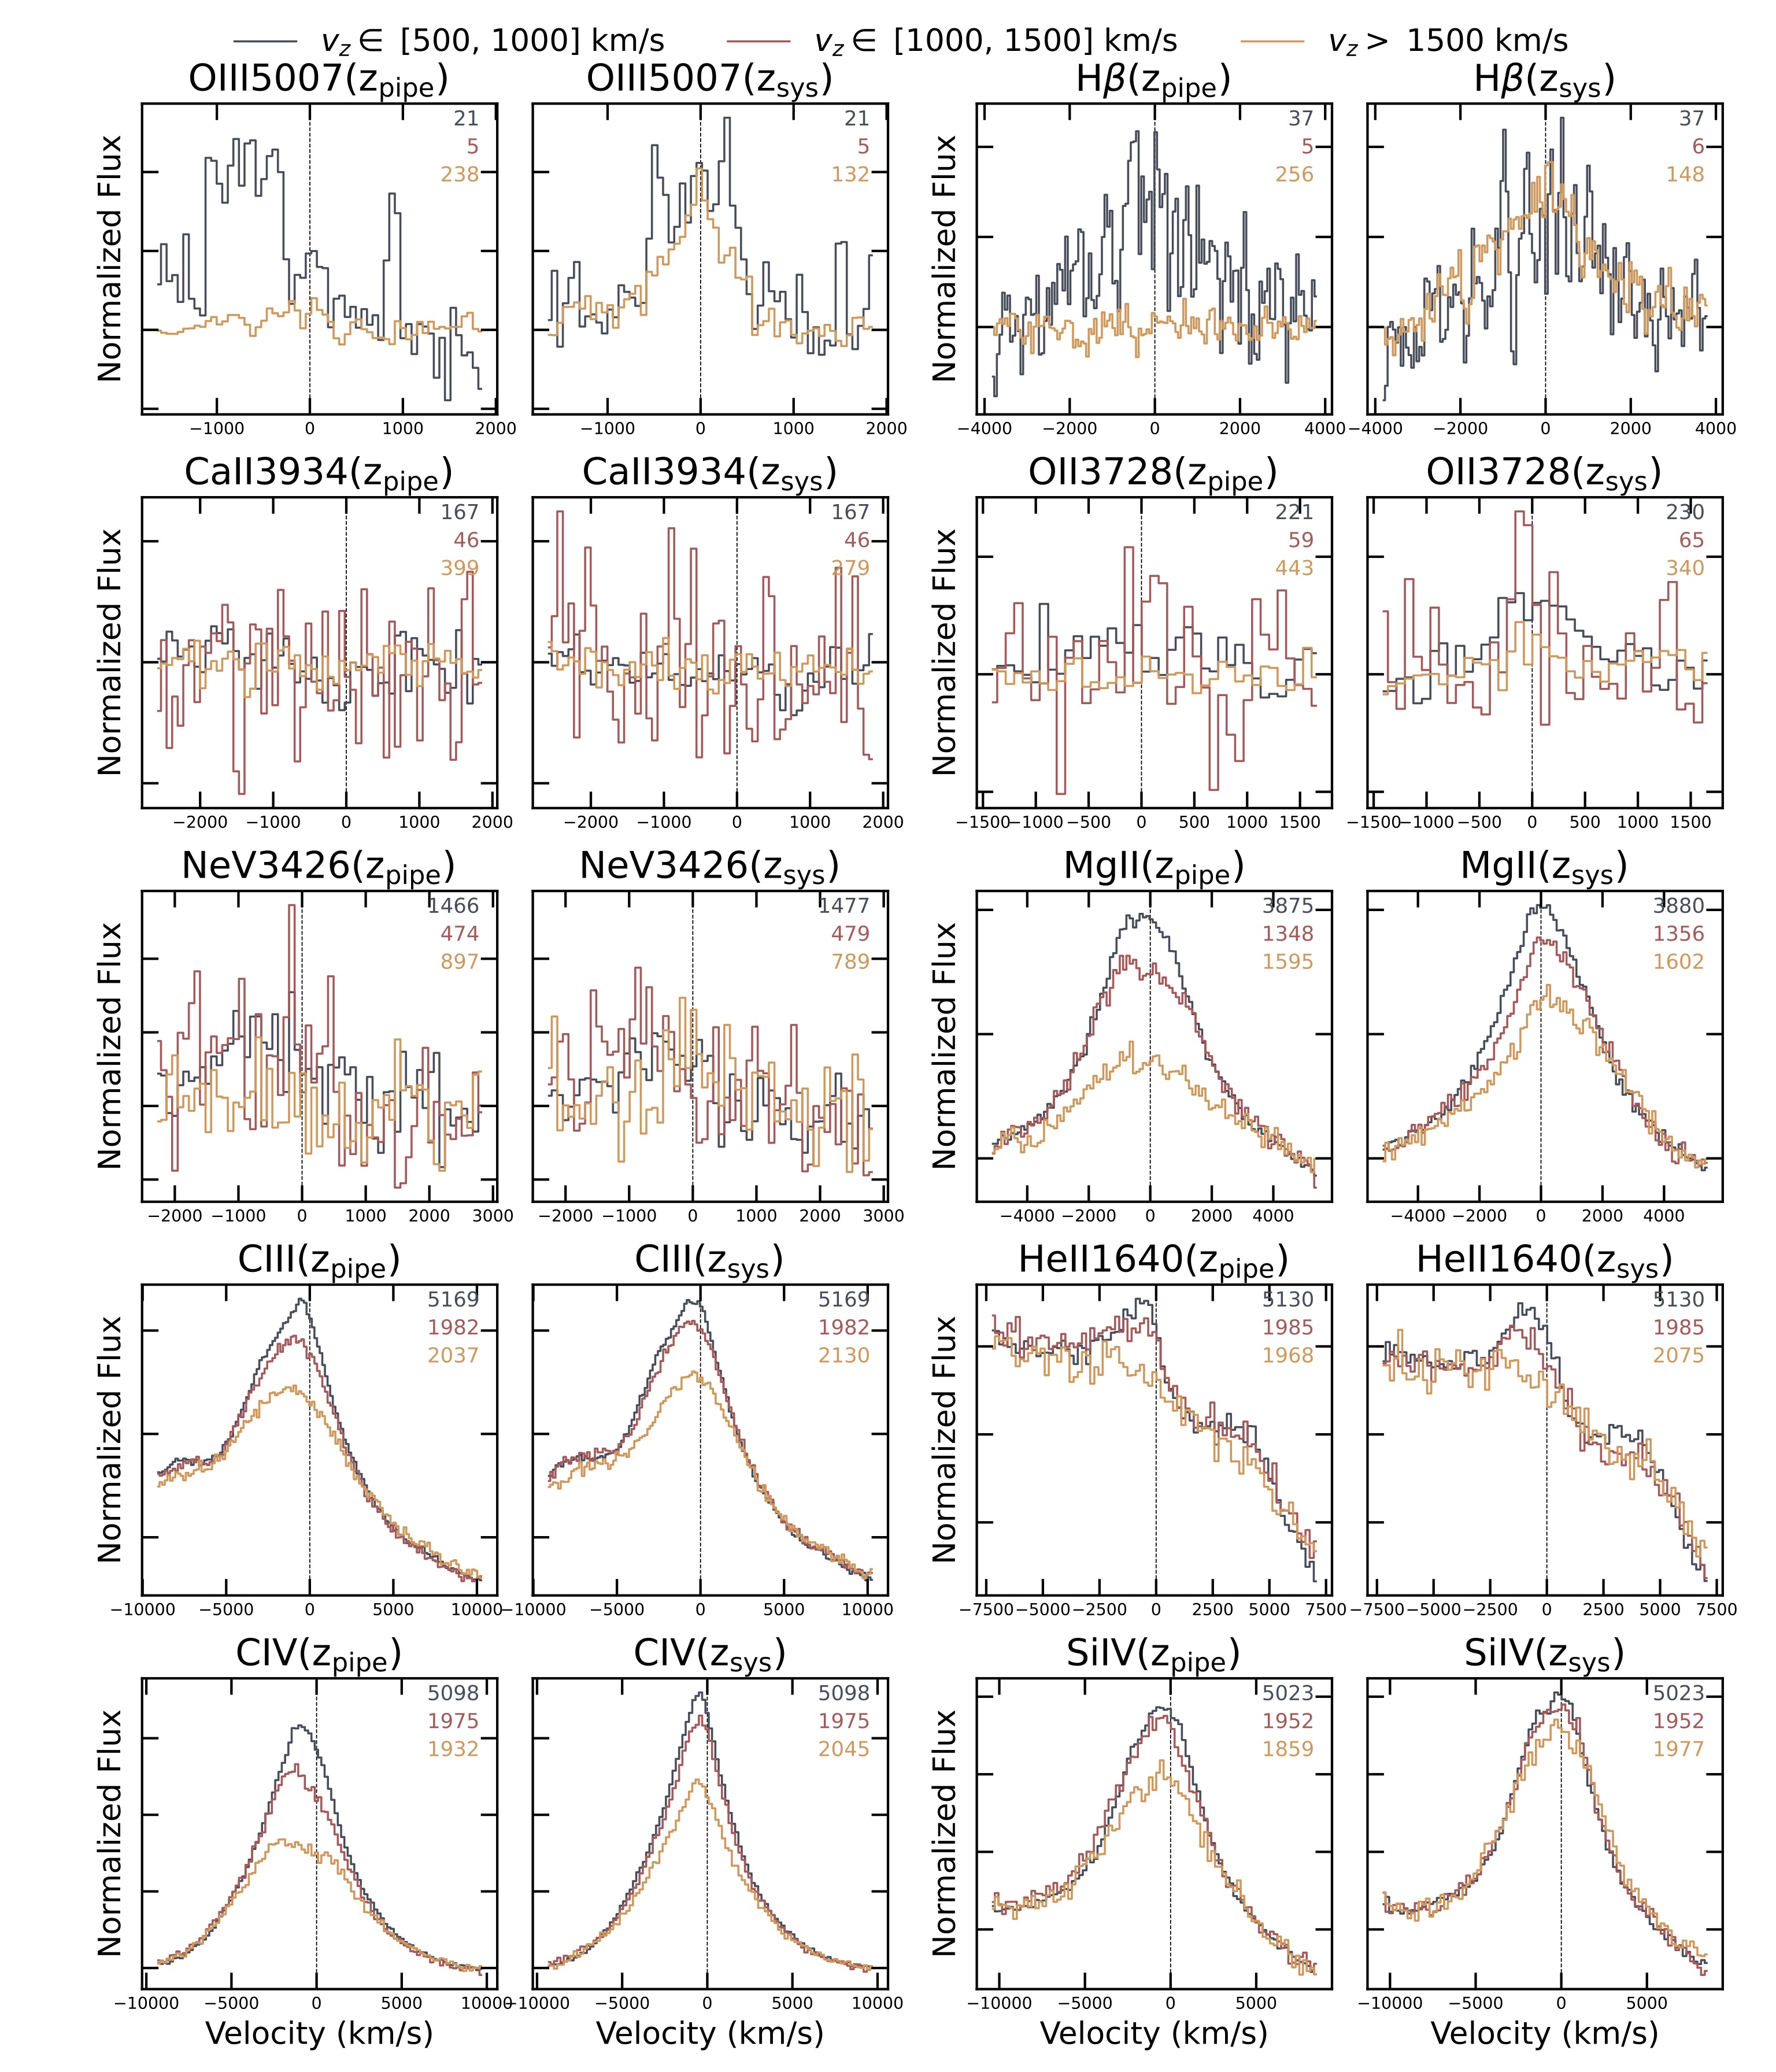 v_z ∈ [500, 1000] km/s v_z ∈ [1000, 1500] km/s v_z > 1500 km/s
OIII5007(z_pipe) OIII5007(z_sys) Hβ(z_pipe) Hβ(z_sys)
Normalized Flux 21 5 238 21 5 132 Normalized Flux 37 5 256 37 6 148
−1000 0 1000 2000 −1000 0 1000 2000 −4000 −2000 0 2000 4000 −4000 −2000 0 2000 4000
CaII3934(z_pipe) CaII3934(z_sys) OII3728(z_pipe) OII3728(z_sys)
Normalized Flux 167 46 399 167 46 279 Normalized Flux 221 59 443 230 65 340
−2000 −1000 0 1000 2000 −2000 −1000 0 1000 2000 −1500 −1000 −500 0 500 1000 1500 −1500 −1000 −500 0 500 1000 1500
NeV3426(z_pipe) NeV3426(z_sys) MgII(z_pipe) MgII(z_sys)
Normalized Flux 1466 474 897 1477 479 789 Normalized Flux 3875 1348 1595 3880 1356 1602
−2000 −1000 0 1000 2000 3000 −2000 −1000 0 1000 2000 3000 −4000 −2000 0 2000 4000 −4000 −2000 0 2000 4000
CIII(z_pipe) CIII(z_sys) HeII1640(z_pipe) HeII1640(z_sys)
Normalized Flux 5169 1982 2037 5169 1982 2130 Normalized Flux 5130 1985 1968 5130 1985 2075
−10000 −5000 0 5000 10000 −10000 −5000 0 5000 10000 −7500 −5000 −2500 0 2500 5000 7500 −7500 −5000 −2500 0 2500 5000 7500
CIV(z_pipe) CIV(z_sys) SiIV(z_pipe) SiIV(z_sys)
Normalized Flux 5098 1975 1932 5098 1975 2045 Normalized Flux 5023 1952 1859 5023 1952 1977
−10000 −5000 0 5000 10000 −10000 −5000 0 5000 10000 −10000 −5000 0 5000 −10000 −5000 0 5000
Velocity (km/s) Velocity (km/s) Velocity (km/s) Velocity (km/s)